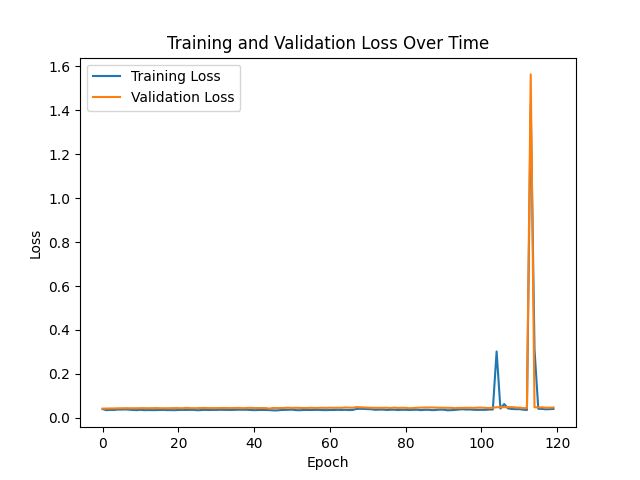 Training and Validation Loss Over Time
Training Loss
Validation Loss
1.6
1.4
1.2
1.0
0.8
0.6
0.4
0.2
0.0
Loss
0 20 40 60 80 100 120
Epoch